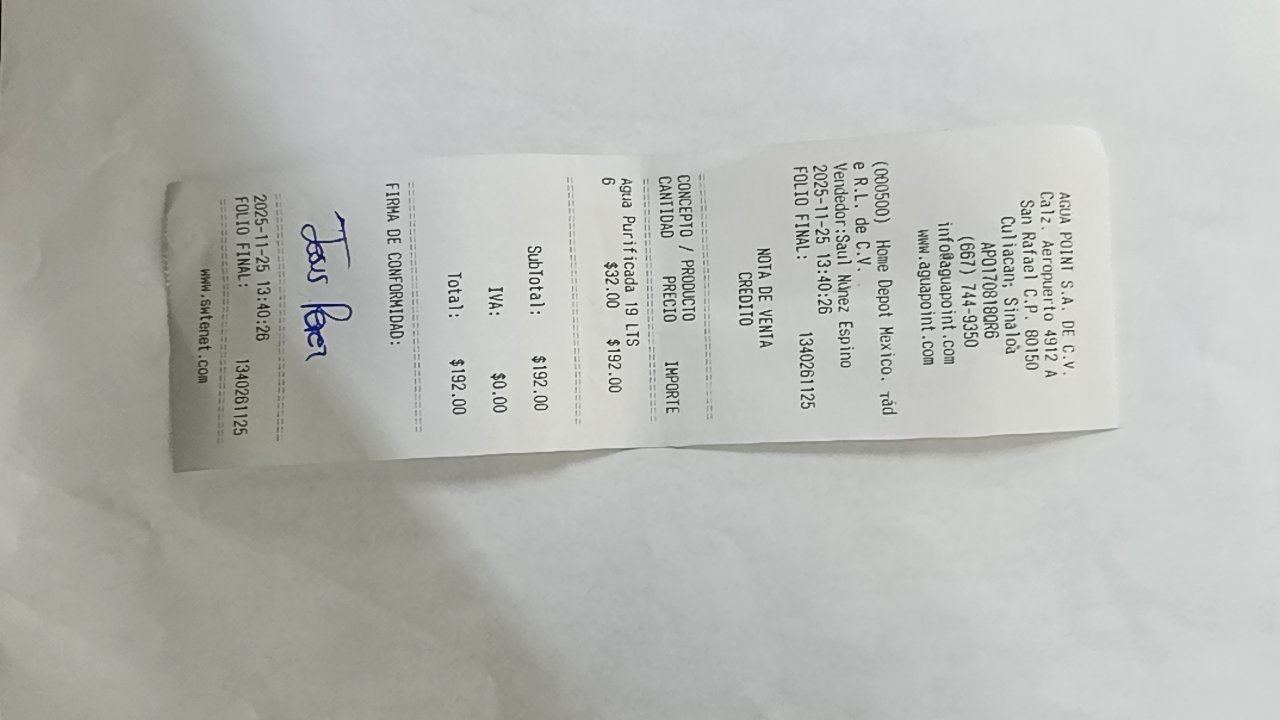 AGUA POINT S.A. DE C.V.
Calz. Aeropuerto 4912 A
San Rafael C.P. 80150
Culiacan, Sinaloa
APO170818QR6
(667) 744-9350
info@aguapoint.com
www.aguapoint.com
(000500) Home Depot Mexico.
e R.L. de C.V.
Vendedor:Saul Nunez Espino
2025-11-25 13:40:26
FOLIO FINAL: 1340261125
NOTA DE VENTA
CREDITO
================================
CONCEPTO / PRODUCTO
CANTIDAD PRECIO IMPORTE
================================
Agua Purificada 19 LTS
6 $32.00 $192.00
================================
SubTotal: $192.00
IVA: $0.00
Total: $192.00
================================
FIRMA DE CONFORMIDAD:
Perez
================================
2025-11-25 13:40:26
FOLIO FINAL: 1340261125
================================
www.swtenet.com